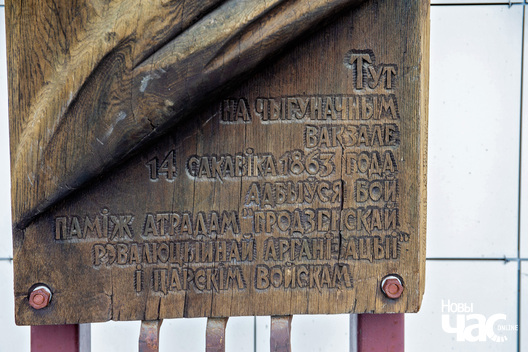 Тут
на чыгуначным
вакзале
14 сакавіка 1863 года
адбыўся бой
паміж атрадам "Гродзенскай
рэвалюцыйнай арганізацыі"
і царскім войскам
Новы
Час